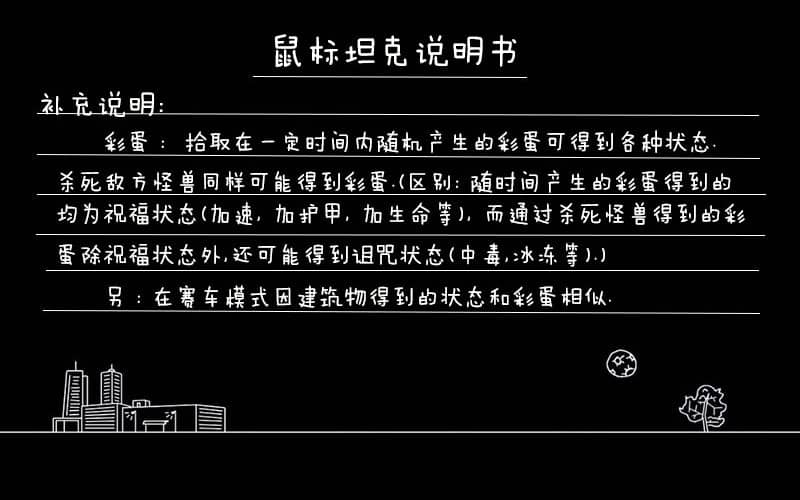 鼠标坦克说明书
补充说明:
彩蛋: 拾取在一定时间内随机产生的彩蛋可得到各种状态.
杀死敌方怪兽同样可能得到彩蛋.(区别: 随时间产生的彩蛋得到的
均为祝福状态(加速, 加护甲, 加生命等), 而通过杀死怪兽得到的彩
蛋除祝福状态外,还可能得到诅咒状态(中毒,冰冻等).)
另: 在赛车模式因建筑物得到的状态和彩蛋相似.